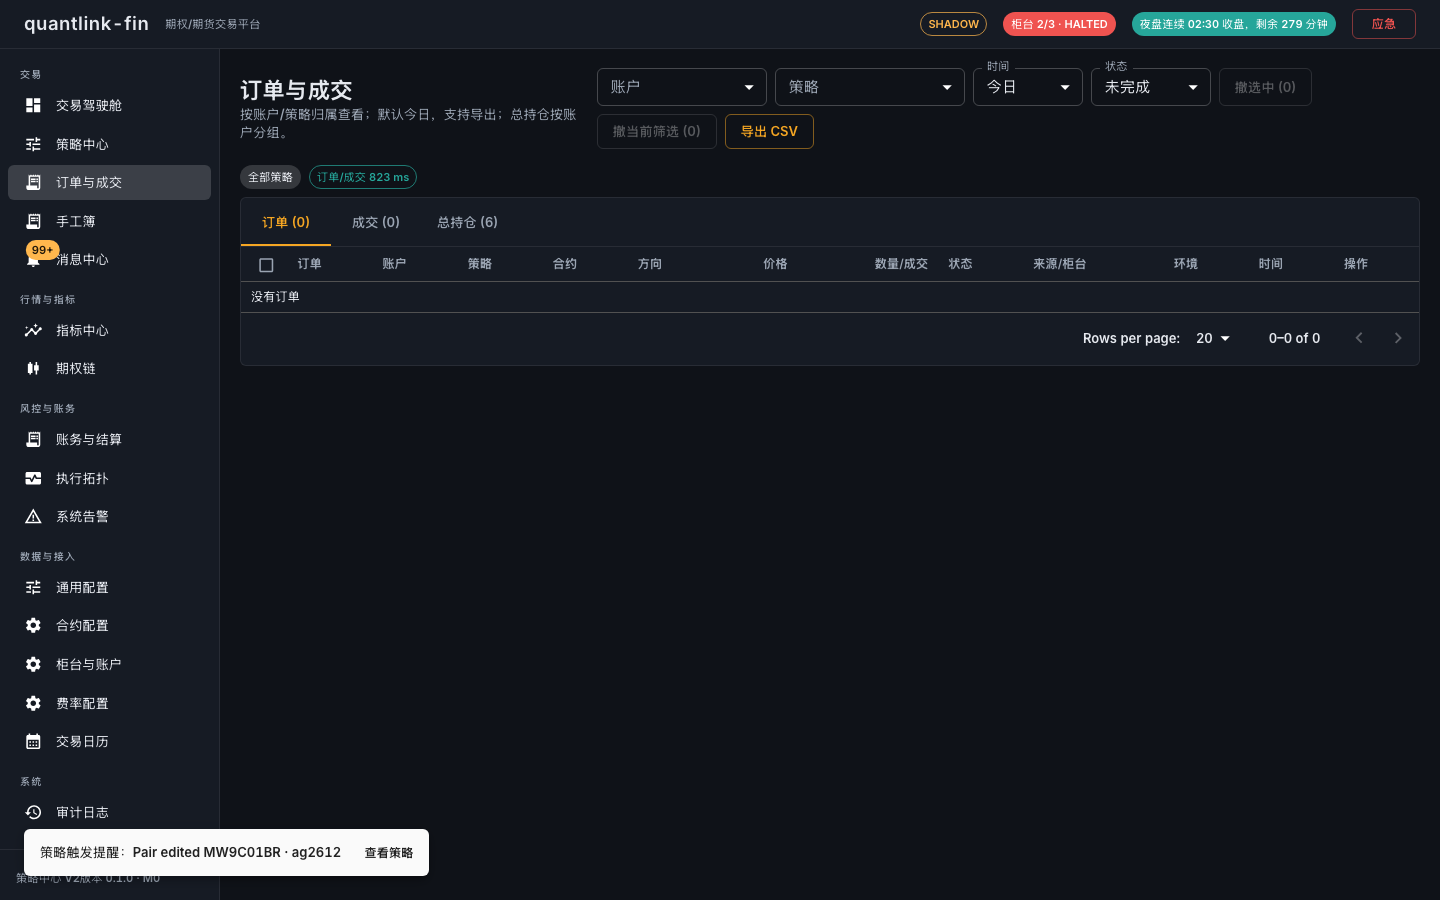 quantlink-fin 期权/期货交易平台 SHADOW 柜台 2/3 · HALTED 夜盘连续 02:30 收盘，剩余 279 分钟 应急
交易
交易驾驶舱
策略中心
订单与成交
手工簿
99+
消息中心
行情与指标
指标中心
期权链
风控与账务
账务与结算
执行拓扑
系统告警
数据与接入
通用配置
合约配置
柜台与账户
费率配置
交易日历
系统
审计日志
策略中心 V2版本 0.1.0 · M0
订单与成交
按账户/策略归属查看；默认今日，支持导出；总持仓按账
户分组。
账户 策略 时间 今日 状态 未完成 撤选中 (0)
撤当前筛选 (0) 导出 CSV
全部策略 订单/成交 823 ms
订单 (0) 成交 (0) 总持仓 (6)
订单 账户 策略 合约 方向 价格 数量/成交 状态 来源/柜台 环境 时间 操作
没有订单
Rows per page: 20 0–0 of 0
策略触发提醒：Pair edited MW9C01BR · ag2612 查看策略